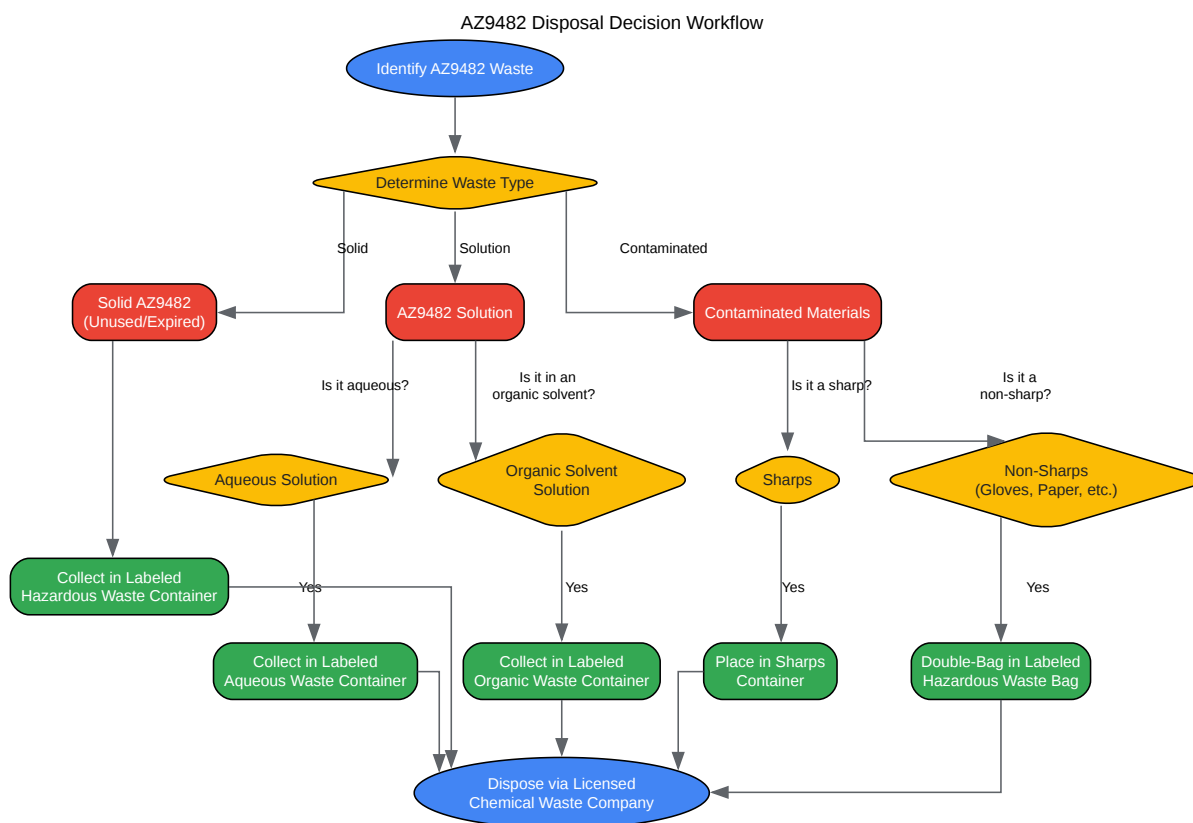 AZ9482 Disposal Decision Workflow
Identify AZ9482 Waste
Determine Waste Type
Solid
Solution
Contaminated
Solid AZ9482
(Unused/Expired)
AZ9482 Solution
Contaminated Materials
Is it aqueous?
Is it in an
organic solvent?
Is it a sharp?
Is it a
non-sharp?
Aqueous Solution
Organic Solvent
Solution
Sharps
Non-Sharps
(Gloves, Paper, etc.)
Collect in Labeled
Hazardous Waste Container
Yes
Yes
Yes
Yes
Collect in Labeled
Aqueous Waste Container
Collect in Labeled
Organic Waste Container
Place in Sharps
Container
Double-Bag in Labeled
Hazardous Waste Bag
Dispose via Licensed
Chemical Waste Company